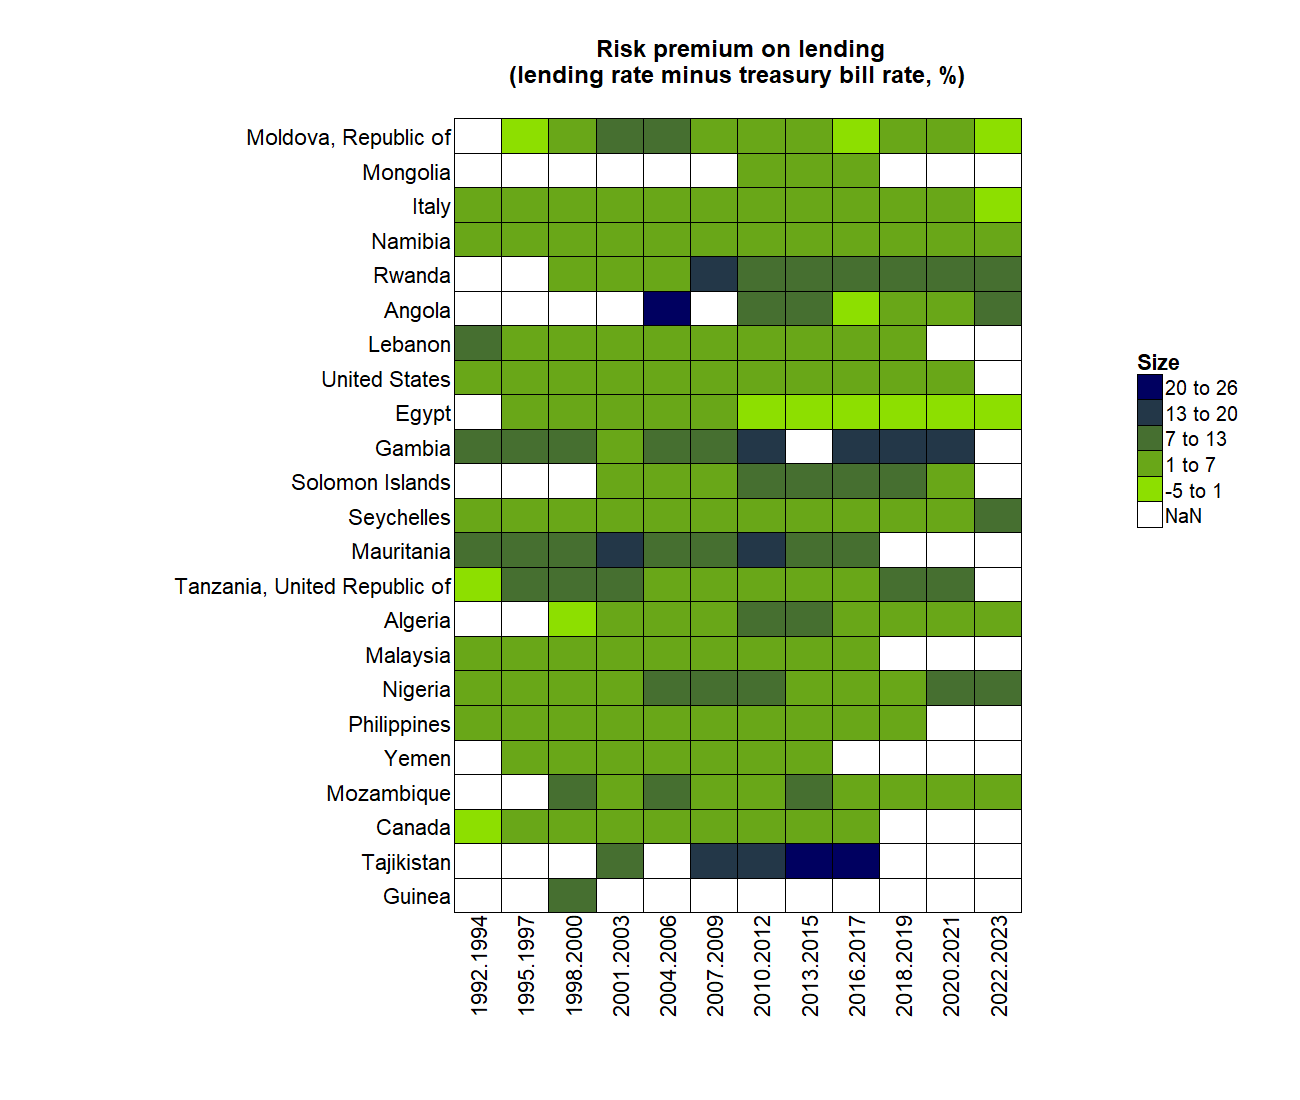 Risk premium on lending
(lending rate minus treasury bill rate, %)
Moldova, Republic of
Mongolia
Italy
Namibia
Rwanda
Angola
Lebanon
United States
Egypt
Gambia
Solomon Islands
Seychelles
Mauritania
Tanzania, United Republic of
Algeria
Malaysia
Nigeria
Philippines
Yemen
Mozambique
Canada
Tajikistan
Guinea
1992.1994
1995.1997
1998.2000
2001.2003
2004.2006
2007.2009
2010.2012
2013.2015
2016.2017
2018.2019
2020.2021
2022.2023
Size
20 to 26
13 to 20
7 to 13
1 to 7
-5 to 1
NaN